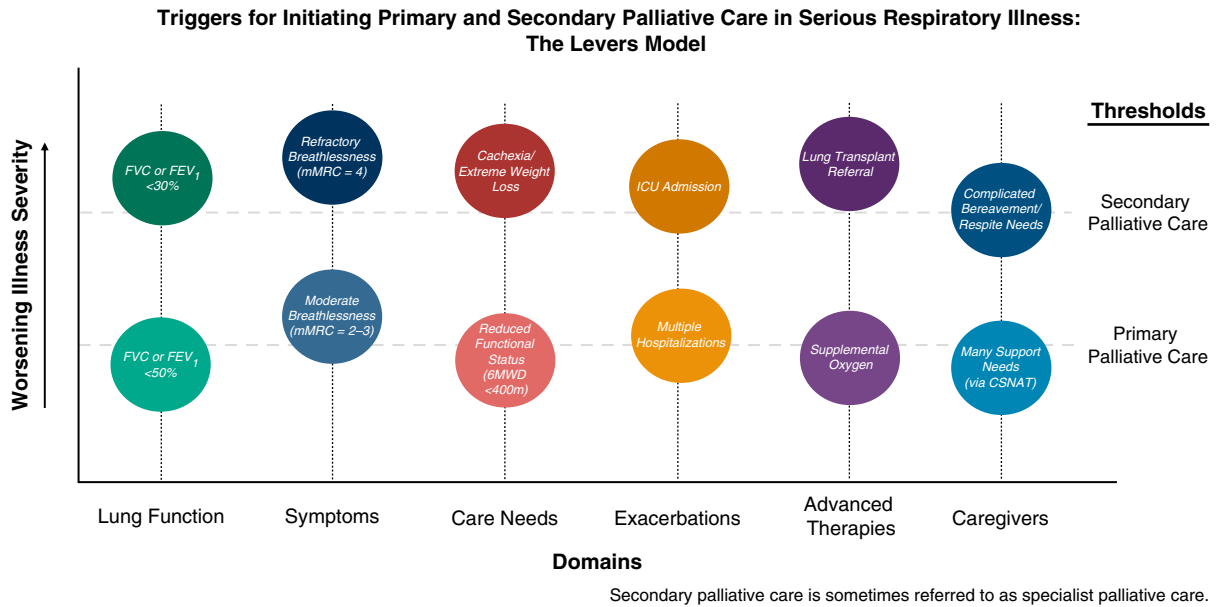 Triggers for Initiating Primary and Secondary Palliative Care in Serious Respiratory Illness:
The Levers Model
Worsening Illness Severity
Thresholds
FVC or FEV₁
<30%
Refractory
Breathlessness
(mMRC = 4)
Cachexia/
Extreme Weight
Loss
ICU Admission
Lung Transplant
Referral
Complicated
Bereavement/
Respite Needs
Secondary
Palliative Care
FVC or FEV₁
<50%
Moderate
Breathlessness
(mMRC = 2–3)
Reduced
Functional
Status
(6MWD
<400m)
Multiple
Hospitalizations
Supplemental
Oxygen
Many Support
Needs
(via CSNAT)
Primary
Palliative Care
Lung Function
Symptoms
Care Needs
Exacerbations
Advanced
Therapies
Caregivers
Domains
Secondary palliative care is sometimes referred to as specialist palliative care.